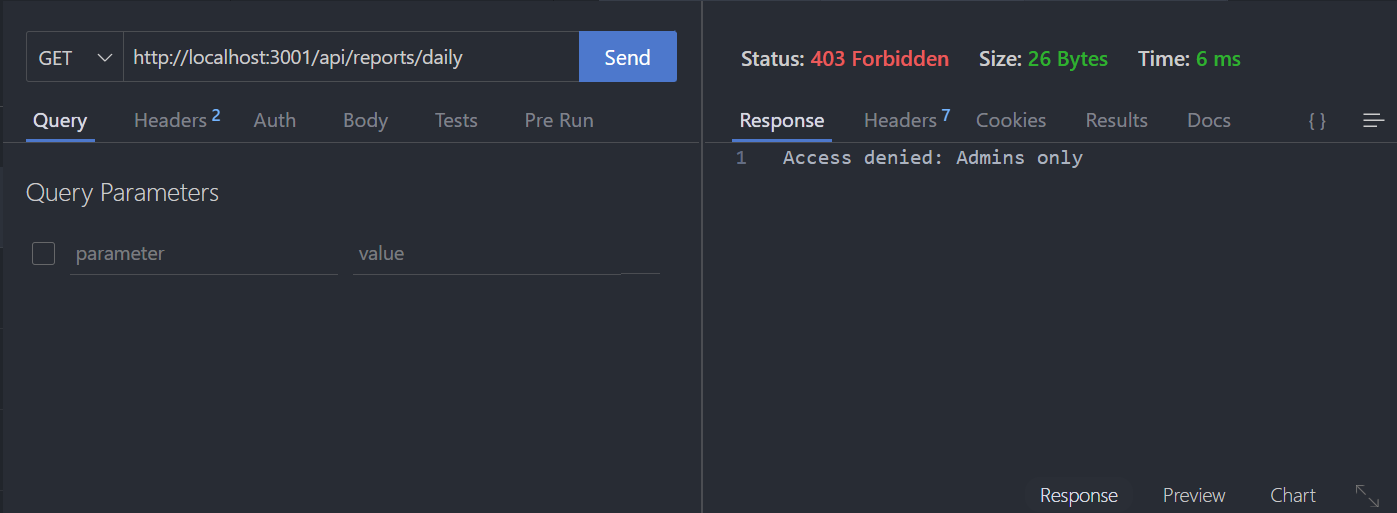 GET http://localhost:3001/api/reports/daily Send
Query Headers 2 Auth Body Tests Pre Run
Query Parameters
parameter value
Status: 403 Forbidden Size: 26 Bytes Time: 6 ms
Response Headers 7 Cookies Results Docs { }
1 Access denied: Admins only
Response Preview Chart